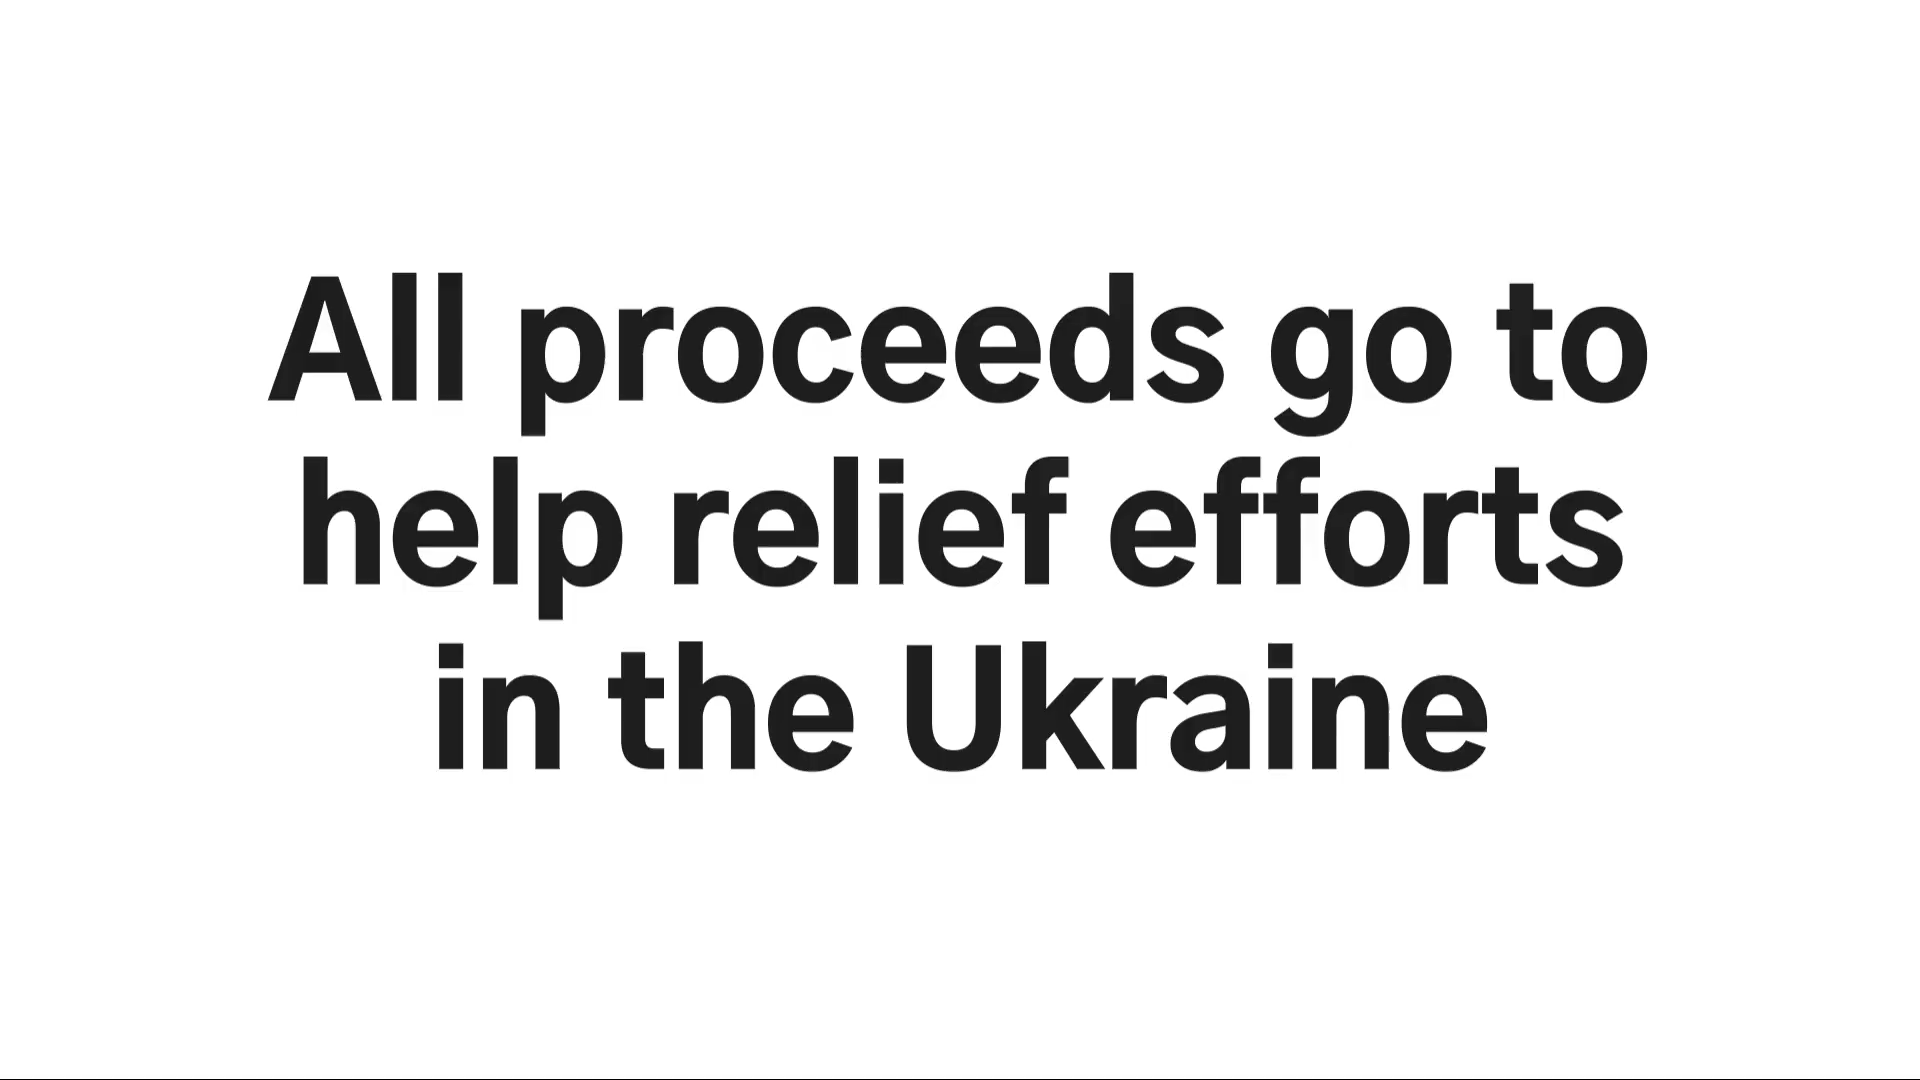 All proceeds go to
help relief efforts
in the Ukraine